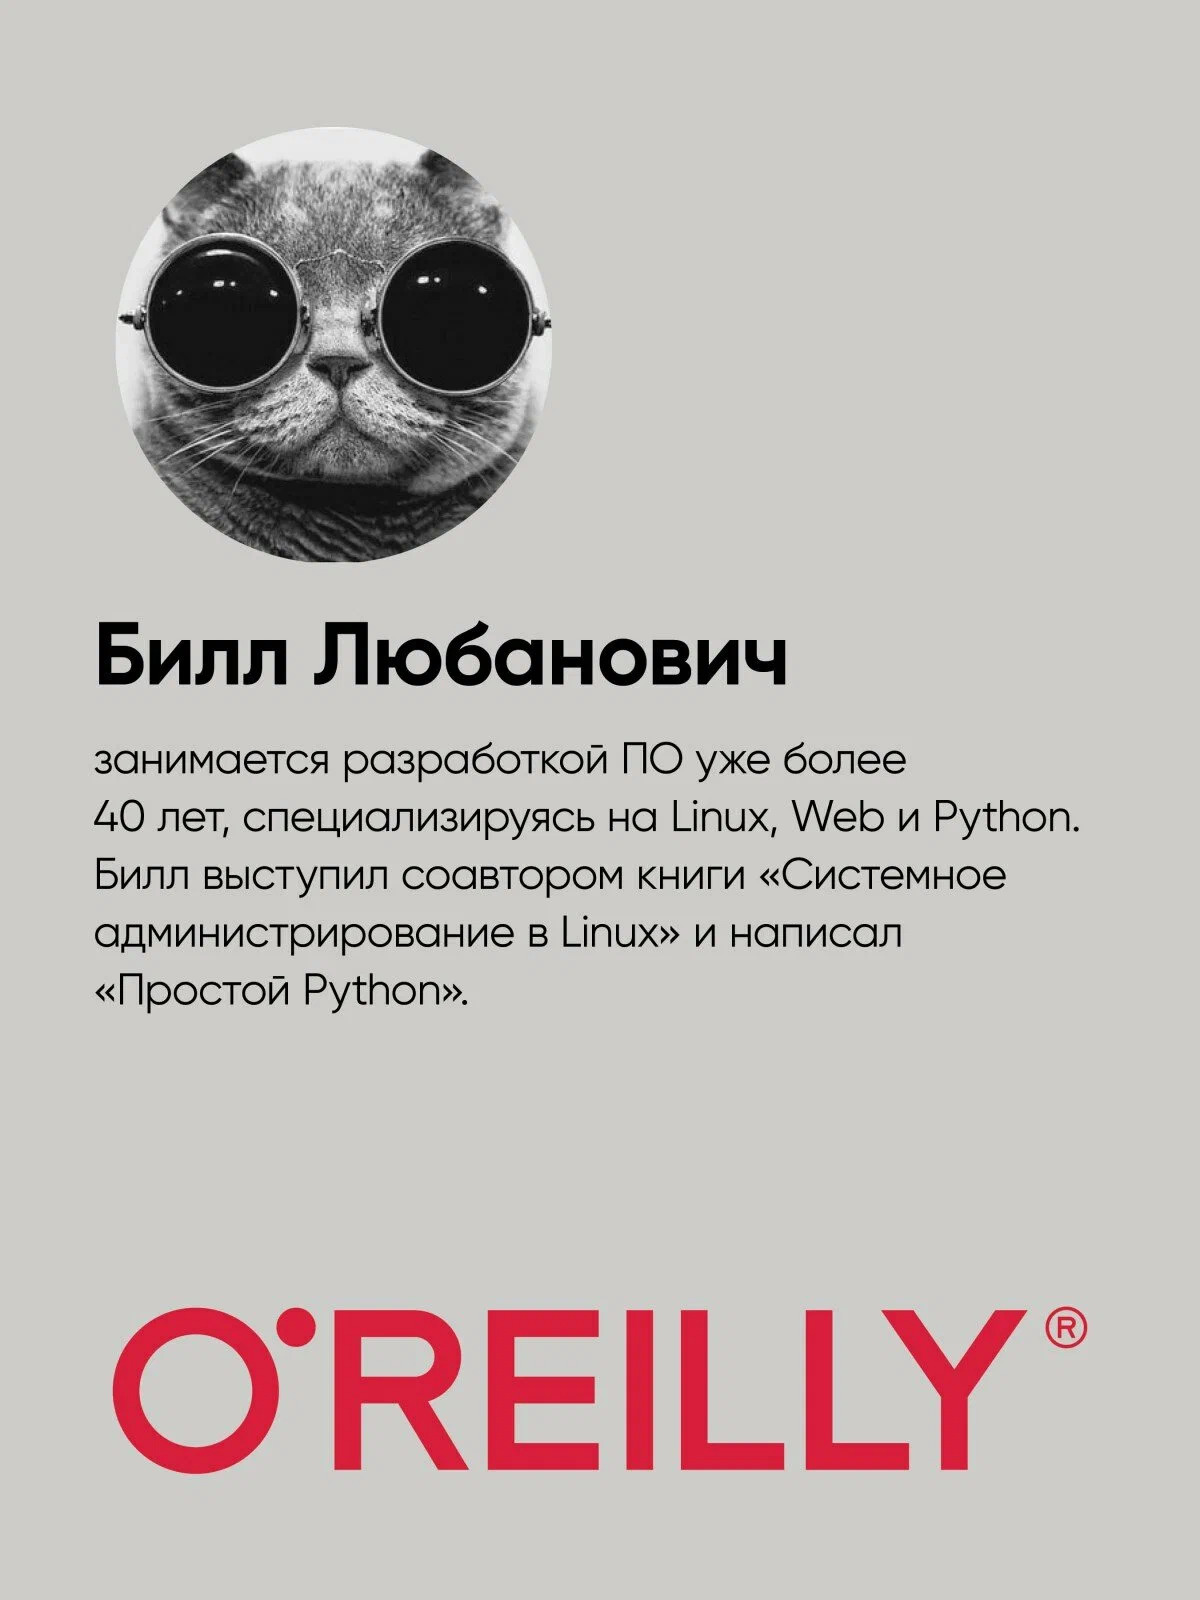 Билл Любанович
занимается разработкой ПО уже более
40 лет, специализируясь на Linux, Web и Python.
Билл выступил соавтором книги «Системное
администрирование в Linux» и написал
«Простой Python».
O'REILLY®